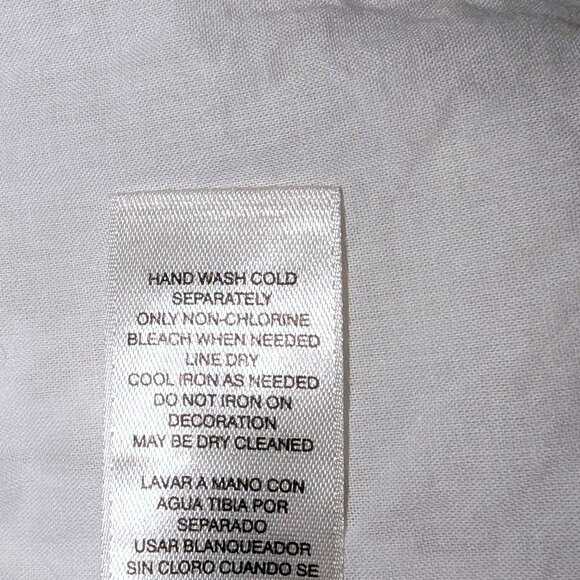 HAND WASH COLD
SEPARATELY
ONLY NON-CHLORINE
BLEACH WHEN NEEDED
LINE DRY
COOL IRON AS NEEDED
DO NOT IRON ON
DECORATION
MAY BE DRY CLEANED
LAVAR A MANO CON
AGUA TIBIA POR
SEPARADO
USAR BLANQUEADOR
SIN CLORO CUANDO SE